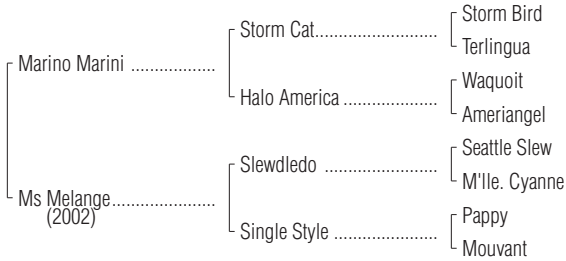 Storm Bird
Storm Cat....................................
Terlingua
Marino Marini .........................
Waquoit
Halo America ...........................
Ameriangel
Seattle Slew
Slewdledo .................................
M'lle. Cyanne
Ms Melange..............................
(2002)
Pappy
Single Style ..............................
Mouvant